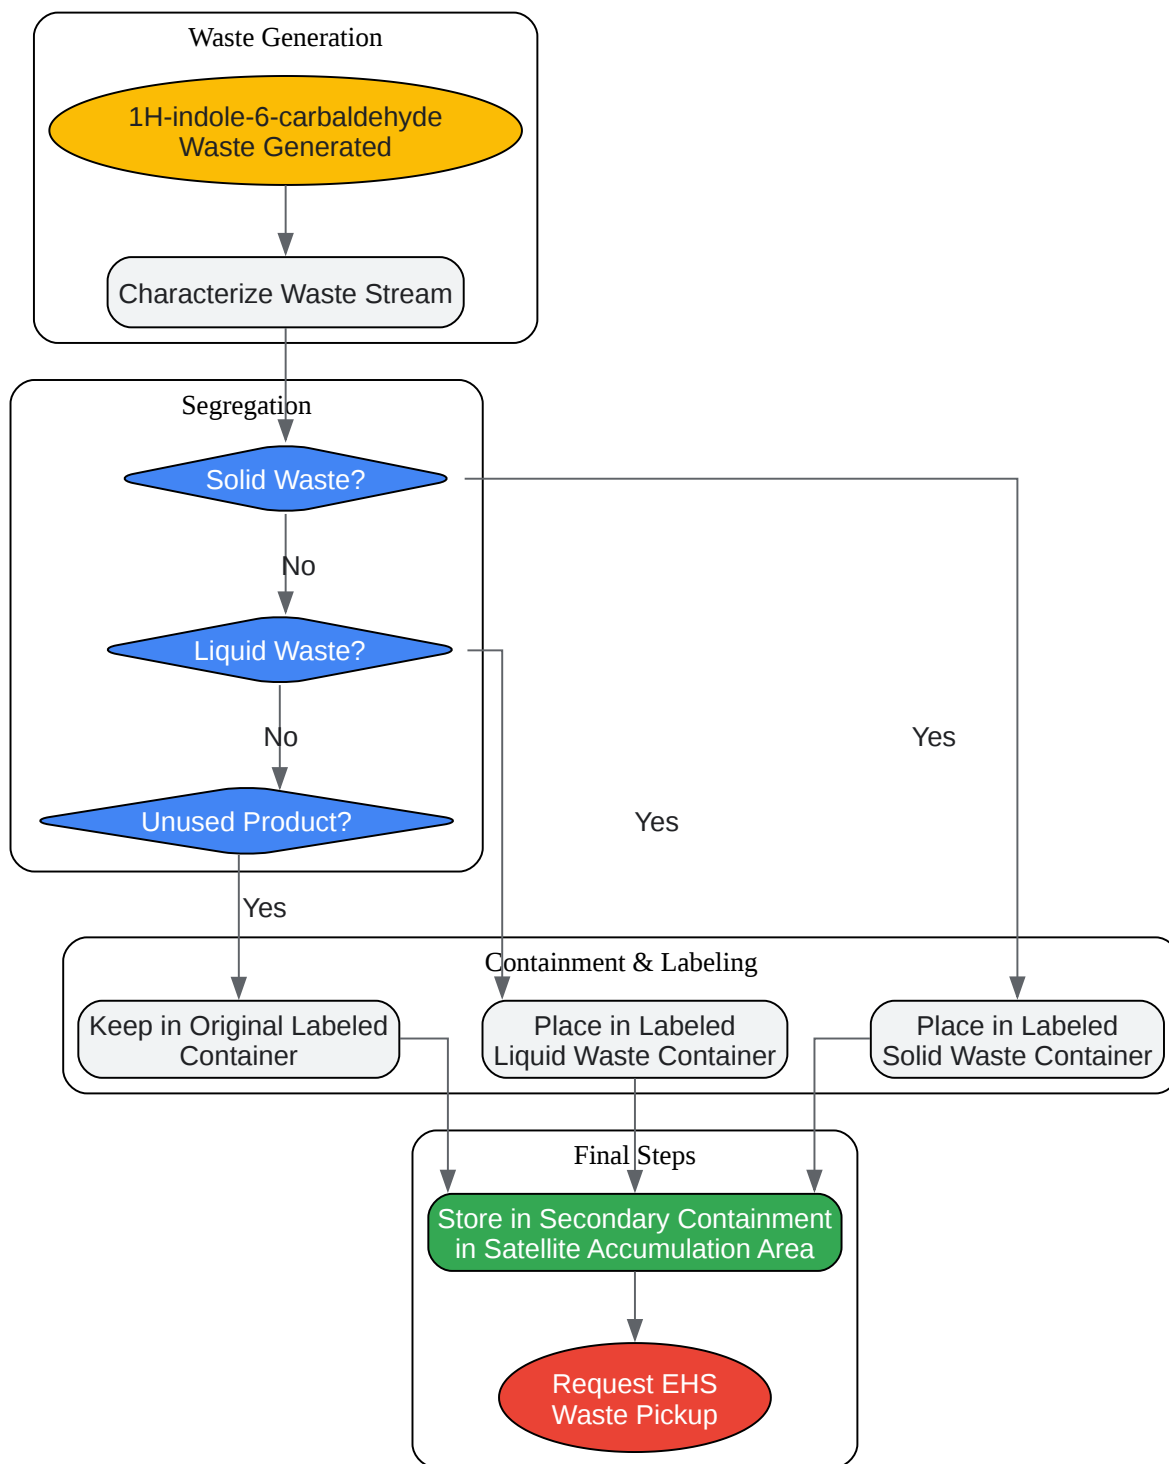 Waste Generation
1H-indole-6-carbaldehyde
Waste Generated
Characterize Waste Stream
Segregation
Solid Waste?
No
Liquid Waste?
No
Yes
Unused Product?
Yes
Yes
Containment & Labeling
Keep in Original Labeled
Container
Place in Labeled
Liquid Waste Container
Place in Labeled
Solid Waste Container
Final Steps
Store in Secondary Containment
in Satellite Accumulation Area
Request EHS
Waste Pickup